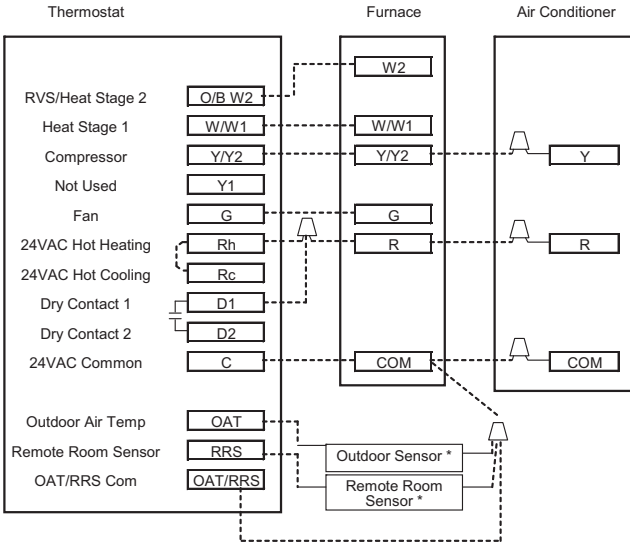 Thermostat Furnace Air Conditioner
W2
RVS/Heat Stage 2 O/B W2
Heat Stage 1 W/W1 W/W1
Compressor Y/Y2 Y/Y2 Y
Not Used Y1
Fan G G
24VAC Hot Heating Rh R R
24VAC Hot Cooling Rc
Dry Contact 1 D1
Dry Contact 2 D2
24VAC Common C COM COM
Outdoor Air Temp OAT
Remote Room Sensor RRS
OAT/RRS Com OAT/RRS
Outdoor Sensor *
Remote Room
Sensor *